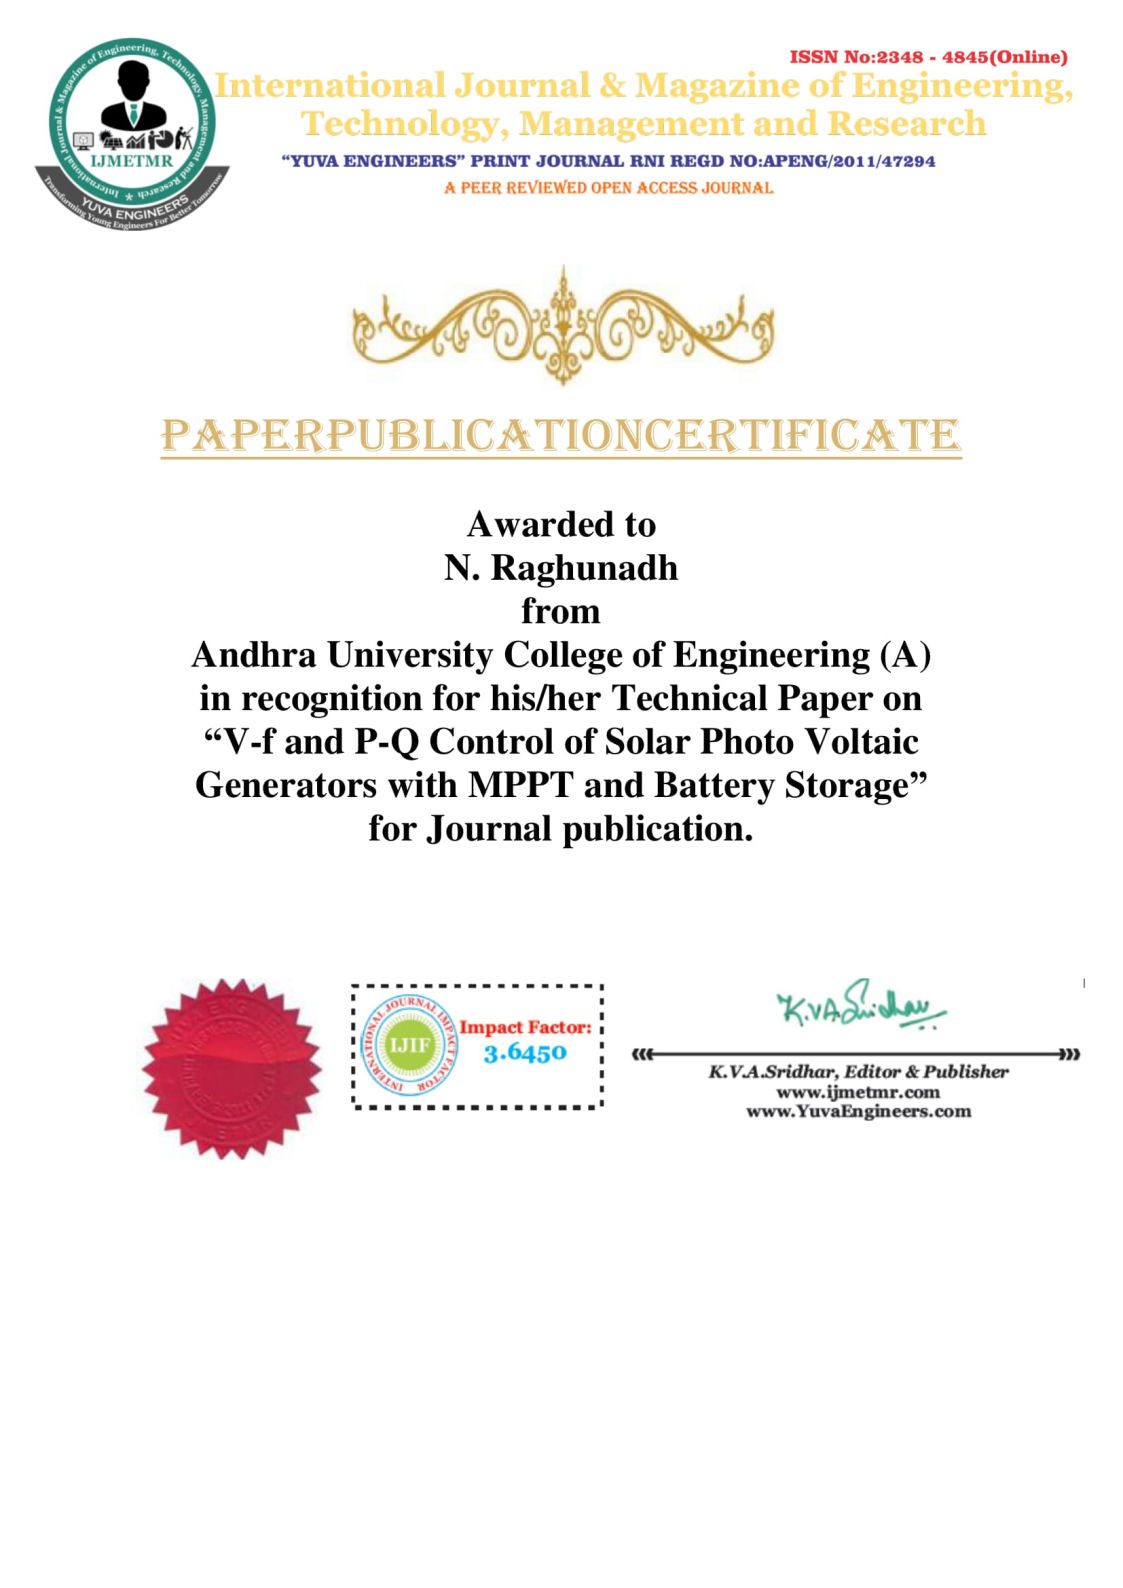 ISSN No:2348 - 4845(Online)
International Journal & Magazine of Engineering,
Technology, Management and Research
“YUVA ENGINEERS” PRINT JOURNAL RNI REGD NO:APENG/2011/47294
A PEER REVIEWED OPEN ACCESS JOURNAL
International Journal & Magazine of Engineering, Technology, Management and Research
IJMETMR
YUVA ENGINEERS
Transforming Young Engineers For Better Tomorrow
PAPERPUBLICATIONCERTIFICATE
Awarded to
N. Raghunadh
from
Andhra University College of Engineering (A)
in recognition for his/her Technical Paper on
“V-f and P-Q Control of Solar Photo Voltaic
Generators with MPPT and Battery Storage”
for Journal publication.
INTERNATIONAL JOURNAL IMPACT FACTOR
IJIF
Impact Factor:
3.6450
K.V.A.Sridhar
K.V.A.Sridhar, Editor & Publisher
www.ijmetmr.com
www.YuvaEngineers.com